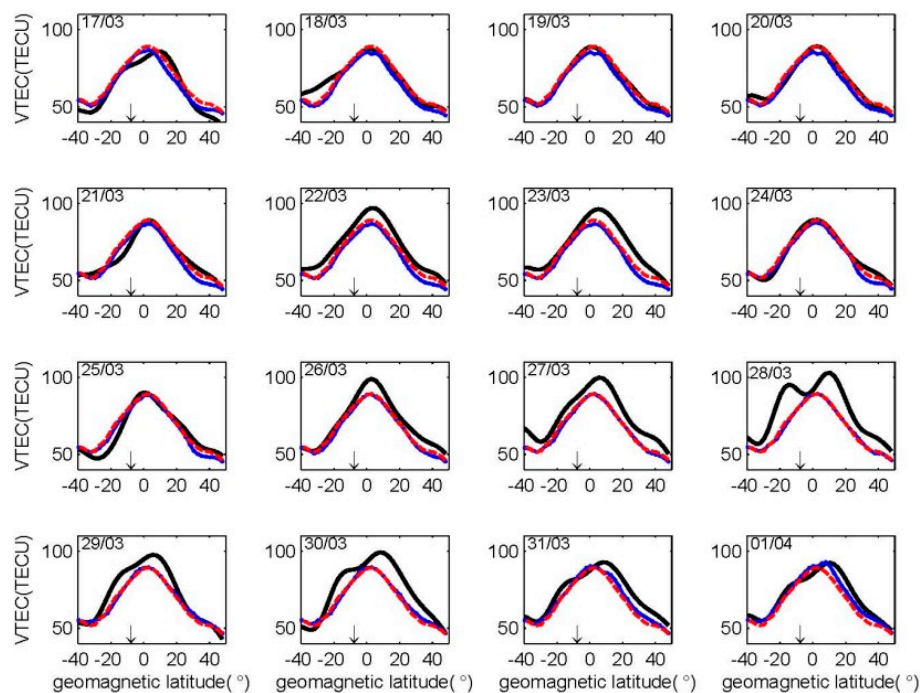 17/03 18/03 19/03 20/03
VTEC(TECU) 100 50 100 50 100 50 100 50
-40 -20 0 20 40 -40 -20 0 20 40 -40 -20 0 20 40 -40 -20 0 20 40
21/03 22/03 23/03 24/03
VTEC(TECU) 100 50 100 50 100 50 100 50
-40 -20 0 20 40 -40 -20 0 20 40 -40 -20 0 20 40 -40 -20 0 20 40
25/03 26/03 27/03 28/03
VTEC(TECU) 100 50 100 50 100 50 100 50
-40 -20 0 20 40 -40 -20 0 20 40 -40 -20 0 20 40 -40 -20 0 20 40
29/03 30/03 31/03 01/04
VTEC(TECU) 100 50 100 50 100 50 100 50
-40 -20 0 20 40 -40 -20 0 20 40 -40 -20 0 20 40 -40 -20 0 20 40
geomagnetic latitude( °) geomagnetic latitude( °) geomagnetic latitude( °) geomagnetic latitude( °)